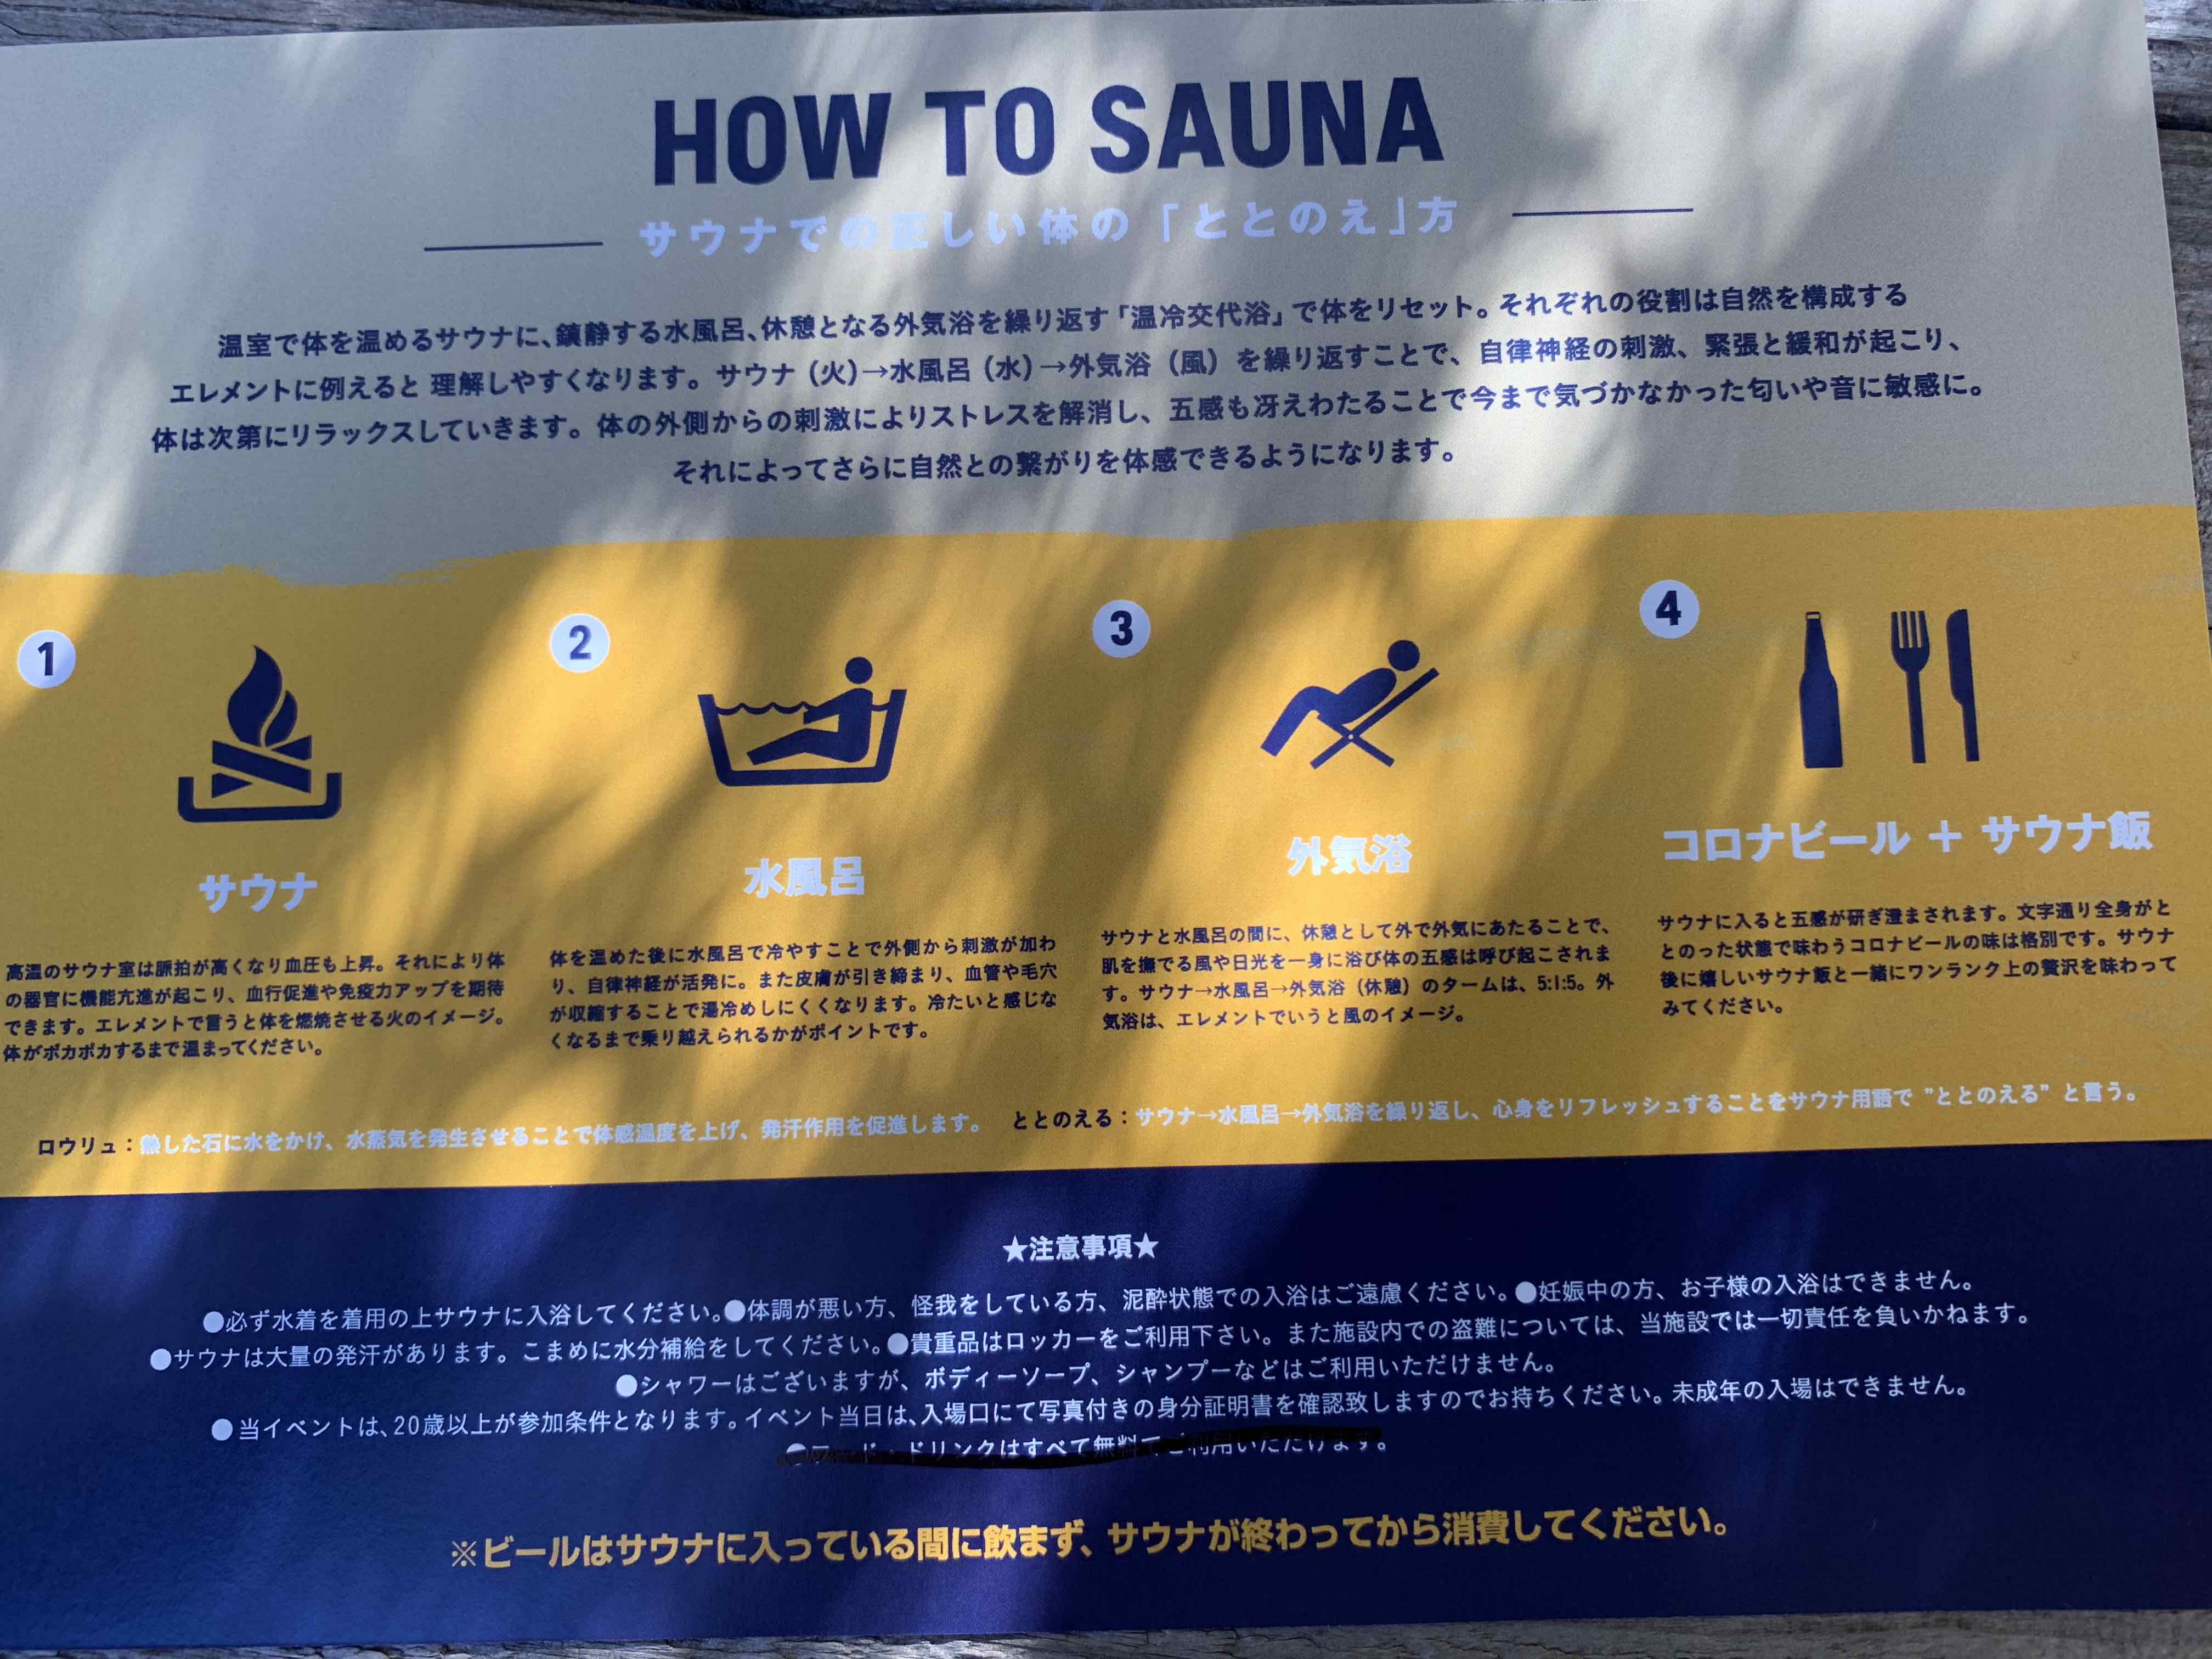 HOW TO SAUNA
サウナでの正しい体の「ととのえ」方
温室で体を温めるサウナに、鎮静する水風呂、休憩となる外気浴を繰り返す「温冷交代浴」で体をリセット。それぞれの役割は自然を構成する
エレメントに例えると 理解しやすくなります。サウナ（火）→水風呂（水）→外気浴（風）を繰り返すことで、自律神経の刺激、緊張と緩和が起こり、
体は次第にリラックスしていきます。体の外側からの刺激によりストレスを解消し、五感も冴えわたることで今まで気づかなかった匂いや音に敏感に。
それによってさらに自然との繋がりを体感できるようになります。
1
サウナ
高温のサウナ室は脈拍が高くなり血圧も上昇。それにより体
の器官に機能亢進が起こり、血行促進や免疫力アップを期待
できます。エレメントで言うと体を燃焼させる火のイメージ。
体がポカポカするまで温まってください。
2
水風呂
体を温めた後に水風呂で冷やすことで外側から刺激が加わ
り、自律神経が活発に。また皮膚が引き締まり、血管や毛穴
が収縮することで湯冷めしにくくなります。冷たいと感じな
くなるまで乗り越えられるかがポイントです。
3
外気浴
サウナと水風呂の間に、休憩として外で外気にあたることで、
肌を撫でる風や日光を一身に浴び体の五感は呼び起こされま
す。サウナ→水風呂→外気浴（休憩）のタームは、5:1:5。外
気浴は、エレメントでいうと風のイメージ。
4
コロナビール + サウナ飯
サウナに入ると五感が研ぎ澄まされます。文字通り全身がと
とのった状態で味わうコロナビールの味は格別です。サウナ
後に嬉しいサウナ飯と一緒にワンランク上の贅沢を味わって
みてください。
ロウリュ：熱した石に水をかけ、水蒸気を発生させることで体感温度を上げ、発汗作用を促進します。 ととのえる：サウナ→水風呂→外気浴を繰り返し、心身をリフレッシュすることをサウナ用語で ”ととのえる” と言う。
★注意事項★
●必ず水着を着用の上サウナに入浴してください。●体調が悪い方、怪我をしている方、泥酔状態での入浴はご遠慮ください。●妊娠中の方、お子様の入浴はできません。
●サウナは大量の発汗があります。こまめに水分補給をしてください。●貴重品はロッカーをご利用下さい。また施設内での盗難については、当施設では一切責任を負いかねます。
●シャワーはございますが、ボディーソープ、シャンプーなどはご利用いただけません。
●当イベントは、20歳以上が参加条件となります。イベント当日は、入場口にて写真付きの身分証明書を確認致しますのでお持ちください。未成年の入場はできません。
●フード・ドリンクはすべて無料でご利用いただけます。
※ビールはサウナに入っている間に飲まず、サウナが終わってから消費してください。